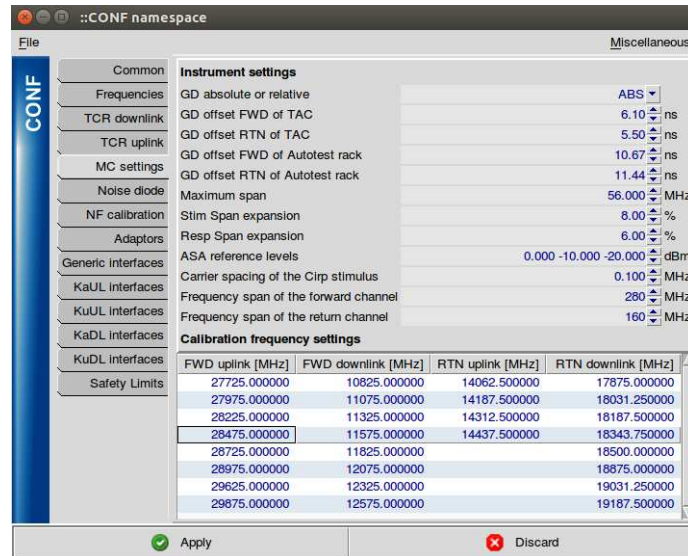 ::CONF namespace
File Miscellaneous
CONF
Common
Frequencies
TCR downlink
TCR uplink
MC settings
Noise diode
NF calibration
Adaptors
Generic interfaces
KaUL interfaces
KuUL interfaces
KaDL interfaces
KuDL interfaces
Safety Limits
Instrument settings
GD absolute or relative ABS
GD offset FWD of TAC 6.10 ns
GD offset RTN of TAC 5.50 ns
GD offset FWD of Autotest rack 10.67 ns
GD offset RTN of Autotest rack 11.44 ns
Maximum span 56.000 MHz
Stim Span expansion 8.00 %
Resp Span expansion 6.00 %
ASA reference levels 0.000 -10.000 -20.000 dBm
Carrier spacing of the Cirp stimulus 0.100 MHz
Frequency span of the forward channel 280 MHz
Frequency span of the return channel 160 MHz
Calibration frequency settings
FWD uplink [MHz] FWD downlink [MHz] RTN uplink [MHz] RTN downlink [MHz]
27725.000000 10825.000000 14062.500000 17875.000000
27975.000000 11075.000000 14187.500000 18031.250000
28225.000000 11325.000000 14312.500000 18187.500000
28475.000000 11575.000000 14437.500000 18343.750000
28725.000000 11825.000000 18500.000000
28975.000000 12075.000000 18875.000000
29625.000000 12325.000000 19031.250000
29875.000000 12575.000000 19187.500000
Apply Discard